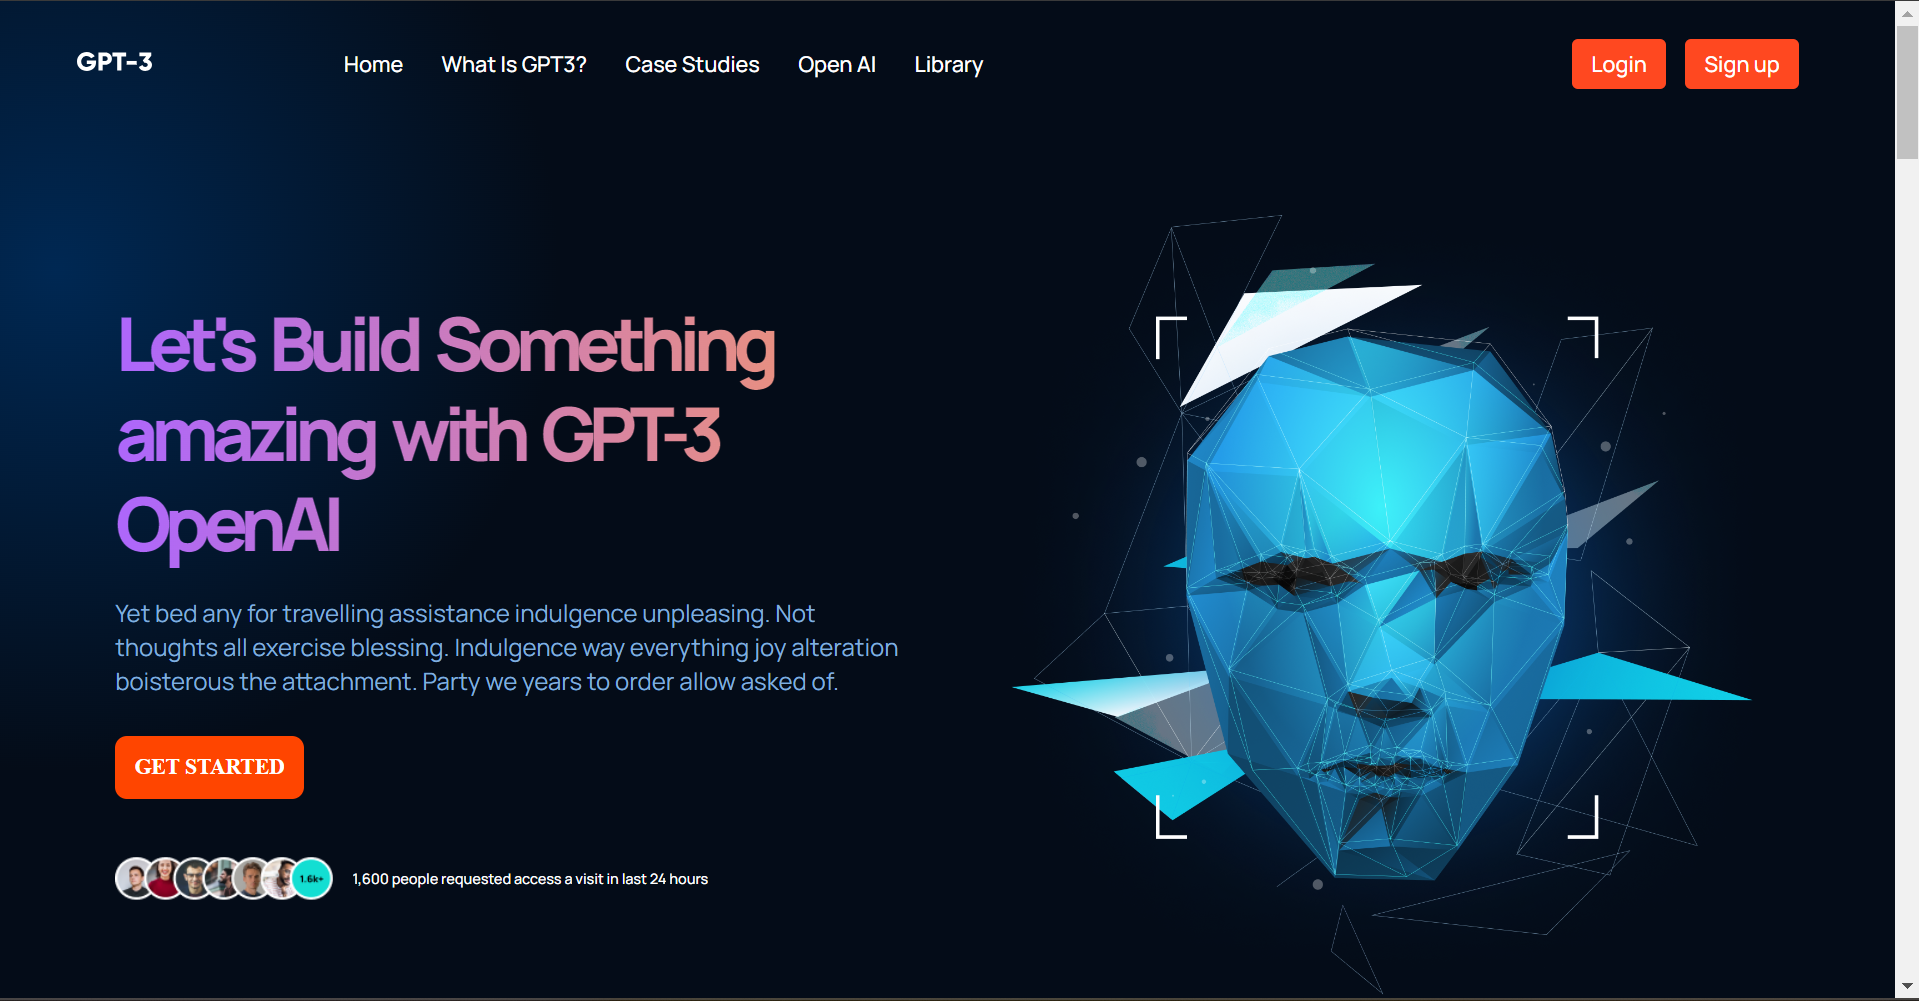 GPT-3
Home What Is GPT3? Case Studies Open AI Library
Login Sign up
Let's Build Something
amazing with GPT-3
OpenAI
Yet bed any for travelling assistance indulgence unpleasing. Not
thoughts all exercise blessing. Indulgence way everything joy alteration
boisterous the attachment. Party we years to order allow asked of.
GET STARTED
1.6k+
1,600 people requested access a visit in last 24 hours